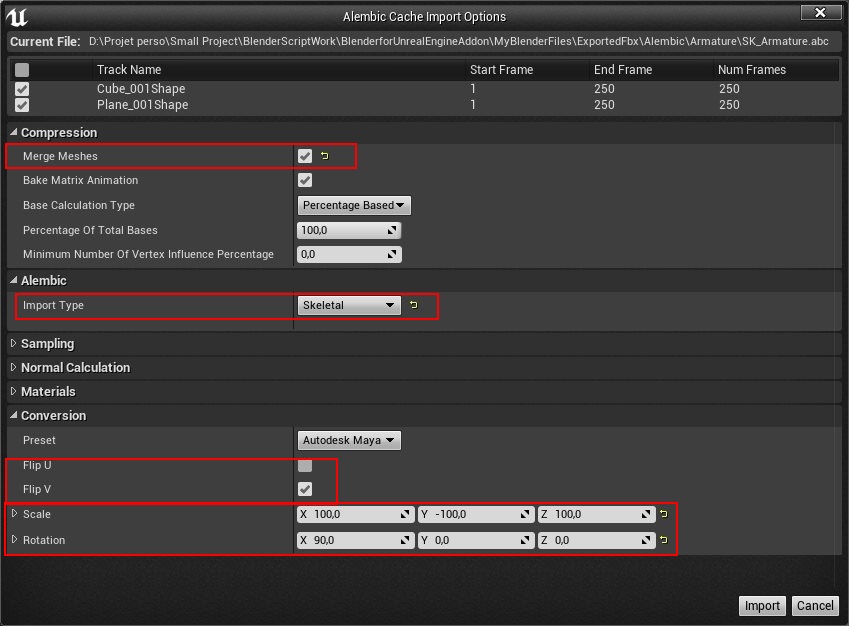 Alembic Cache Import Options
Current File: D:\Projet perso\Small Project\BlenderScriptWork\BlenderforUnrealEngineAddon\MyBlenderFiles\ExportedFbx\Alembic\Armature\SK_Armature.abc
Track Name Start Frame End Frame Num Frames
Cube_001Shape 1 250 250
Plane_001Shape 1 250 250
Compression
Merge Meshes
Bake Matrix Animation
Base Calculation Type Percentage Based
Percentage Of Total Bases 100,0
Minimum Number Of Vertex Influence Percentage 0,0
Alembic
Import Type Skeletal
Sampling
Normal Calculation
Materials
Conversion
Preset Autodesk Maya
Flip U
Flip V
Scale X 100,0 Y -100,0 Z 100,0
Rotation X 90,0 Y 0,0 Z 0,0
Import Cancel